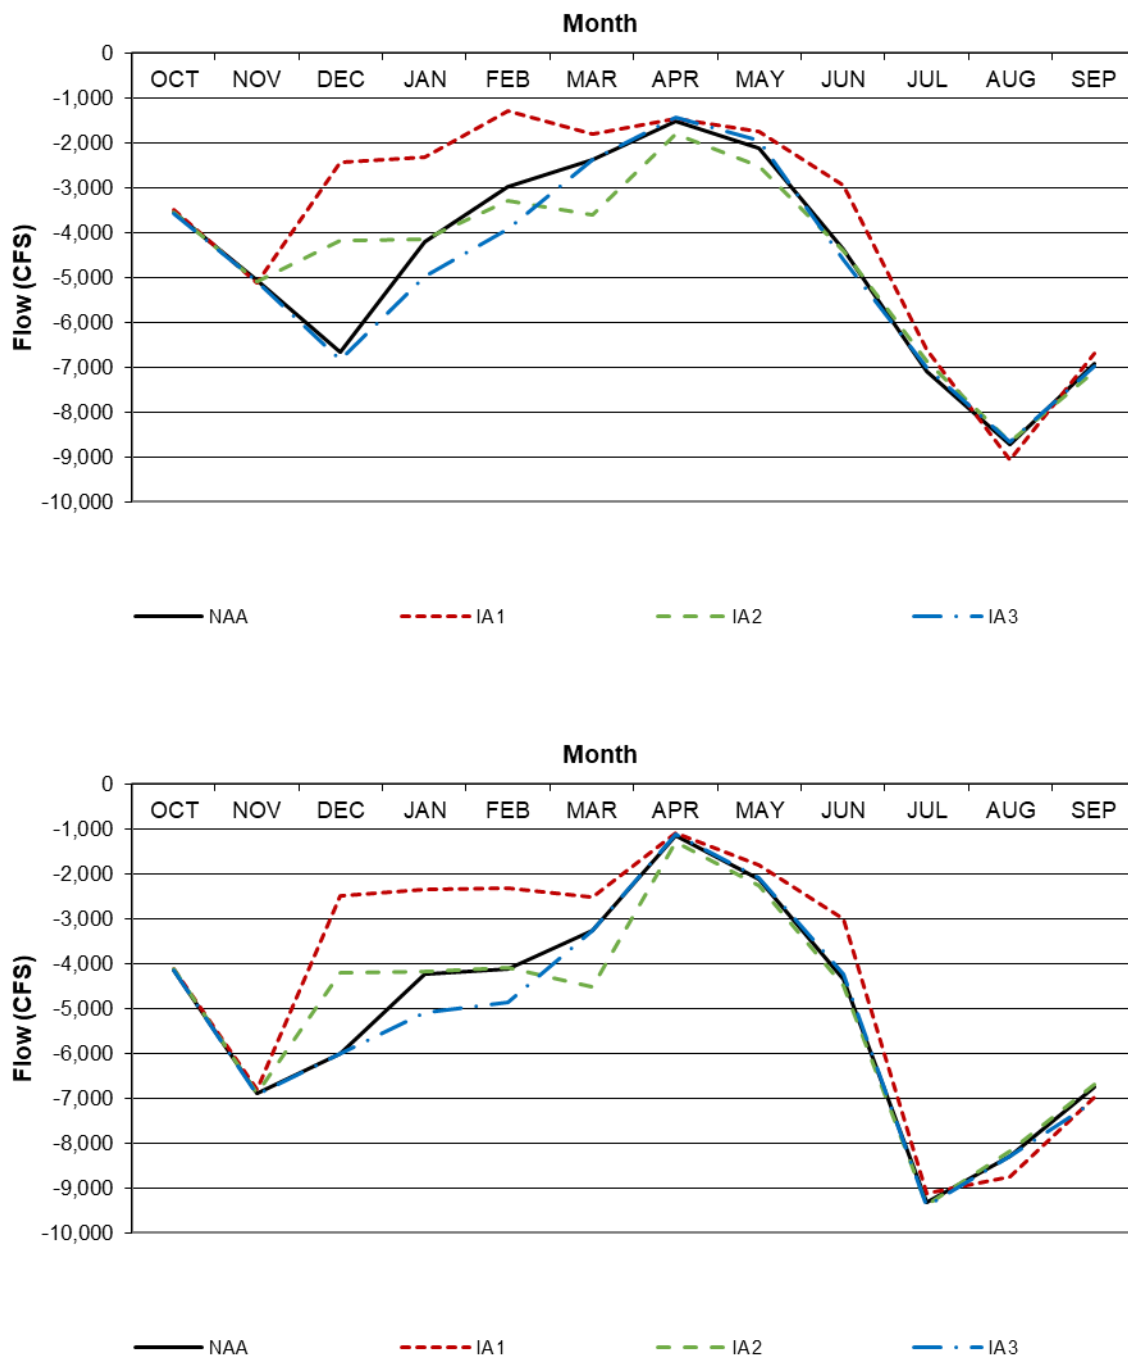 Month
0
OCT NOV DEC JAN FEB MAR APR MAY JUN JUL AUG SEP
-1,000
-2,000
-3,000
-4,000
-5,000
-6,000
-7,000
-8,000
-9,000
-10,000
Flow (CFS)
NAA IA1 IA2 IA3
Month
0
OCT NOV DEC JAN FEB MAR APR MAY JUN JUL AUG SEP
-1,000
-2,000
-3,000
-4,000
-5,000
-6,000
-7,000
-8,000
-9,000
-10,000
Flow (CFS)
NAA IA1 IA2 IA3